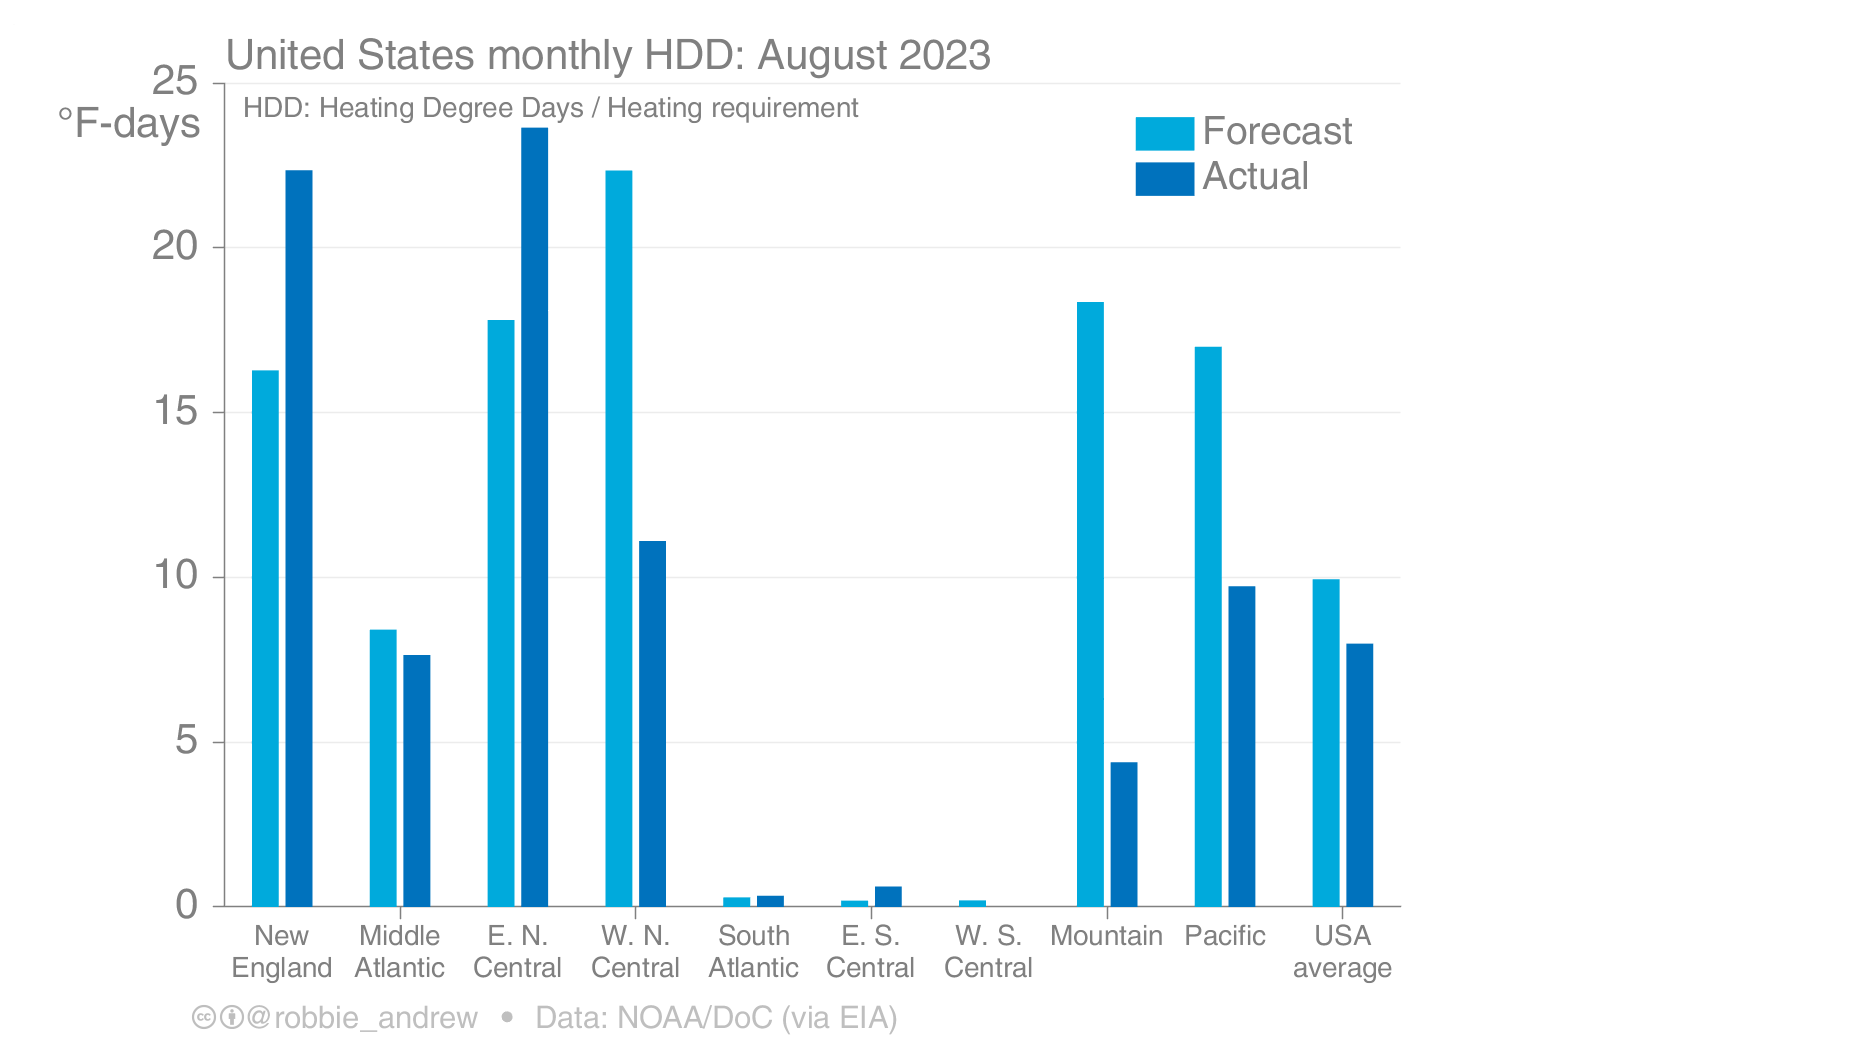 United States monthly HDD: August 2023
25
°F-days
HDD: Heating Degree Days / Heating requirement
Forecast
Actual
20
15
10
5
0
New England
Middle Atlantic
E. N. Central
W. N. Central
South Atlantic
E. S. Central
W. S. Central
Mountain
Pacific
USA average
cc @robbie_andrew • Data: NOAA/DoC (via EIA)